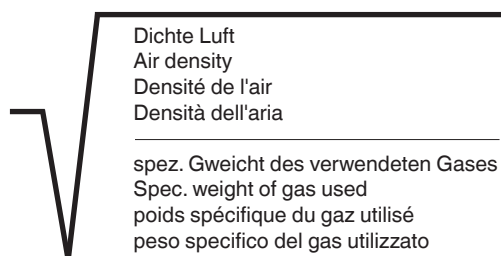 Dichte Luft
Air density
Densité de l'air
Densità dell'aria
spez. Gweicht des verwendeten Gases
Spec. weight of gas used
poids spécifique du gaz utilisé
peso specifico del gas utilizzato